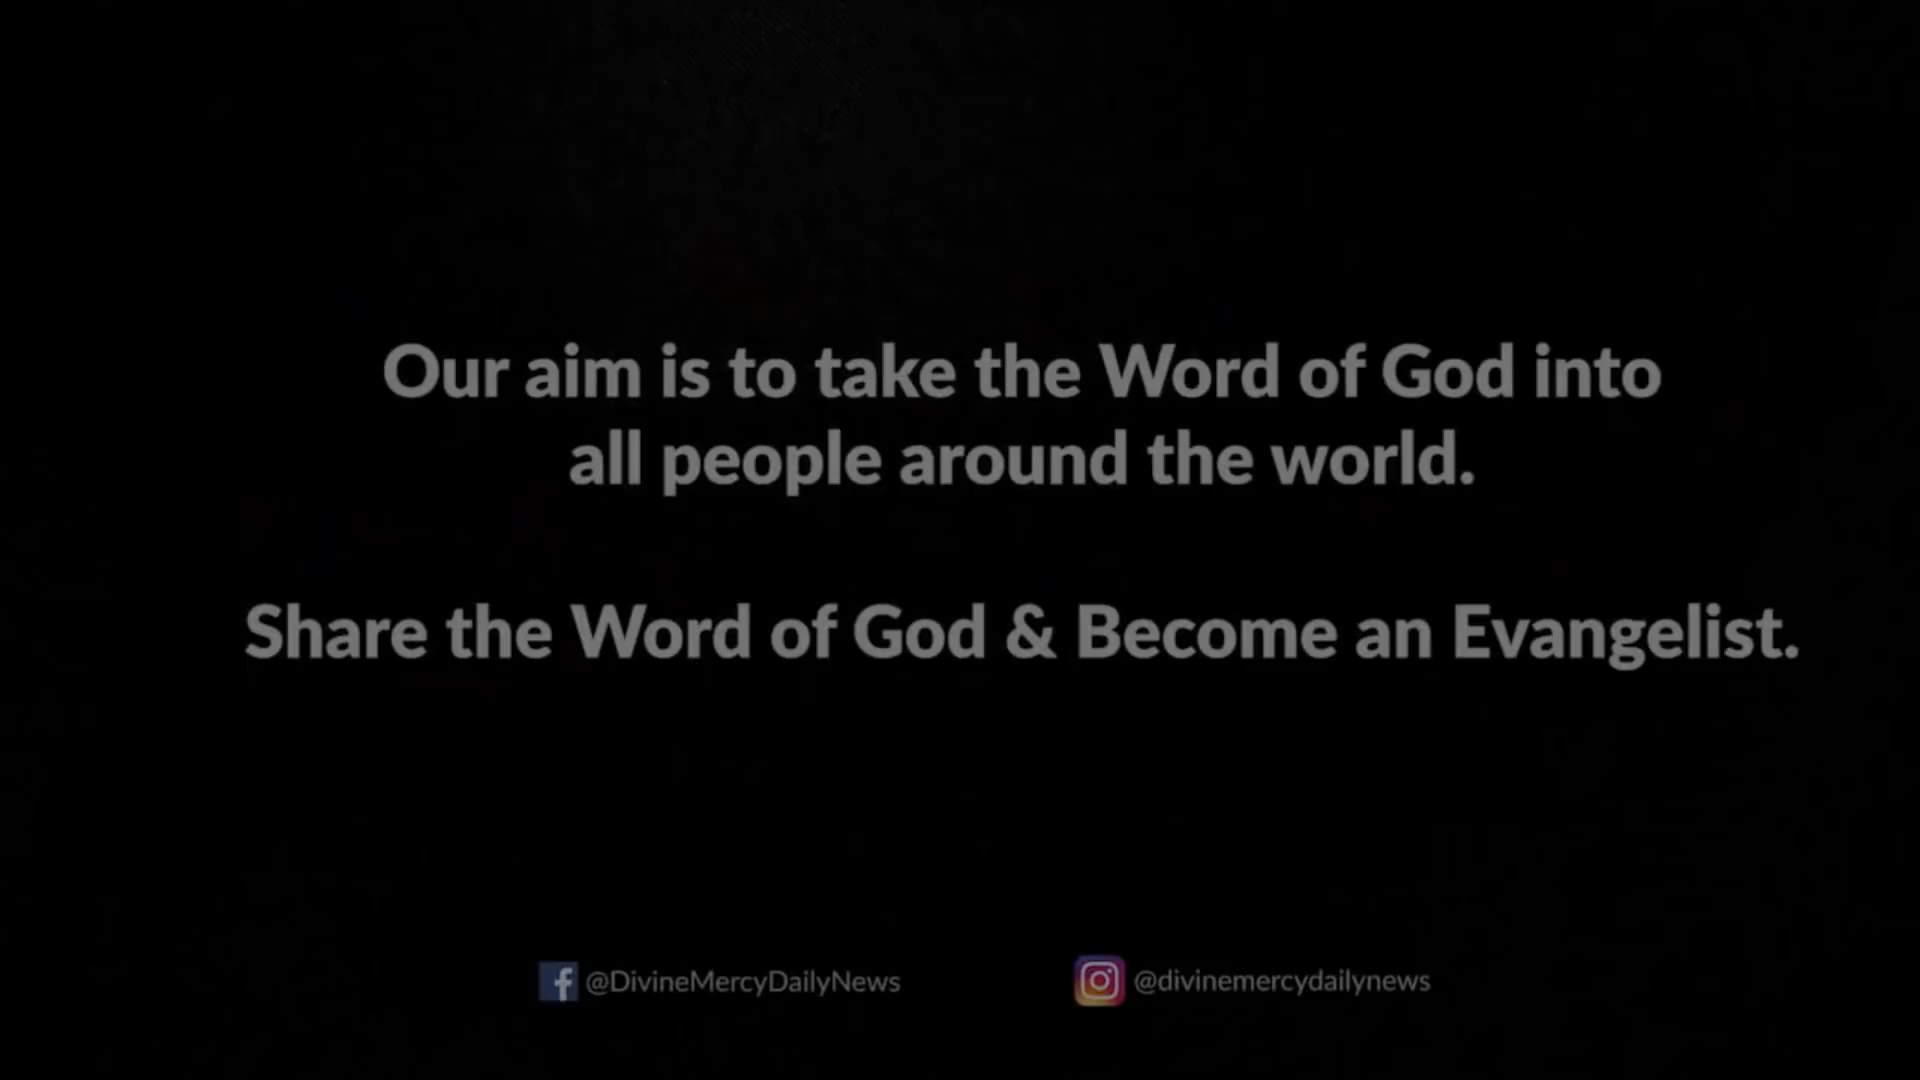 Our aim is to take the Word of God into
all people around the world.
Share the Word of God & Become an Evangelist.
@DivineMercyDailyNews
@divinemercydailynews